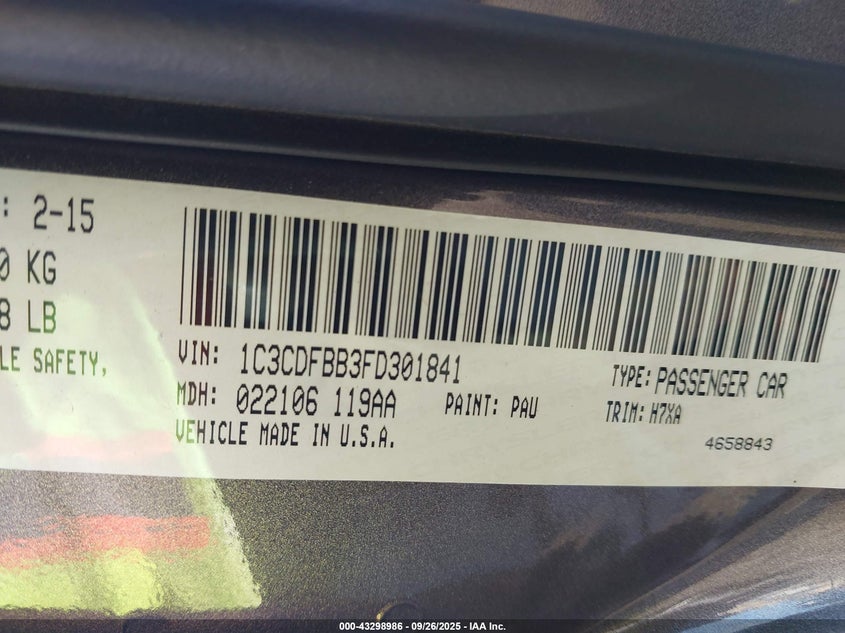 : 2-15
0 KG
8 LB
LE SAFETY,
VIN: 1C3CDFBB3FD301841 TYPE: PASSENGER CAR
MDH: 022106 119AA PAINT: PAU TRIM: H7XA
VEHICLE MADE IN U.S.A. 4658843
000-43298986 - 09/26/2025 - IAA Inc.